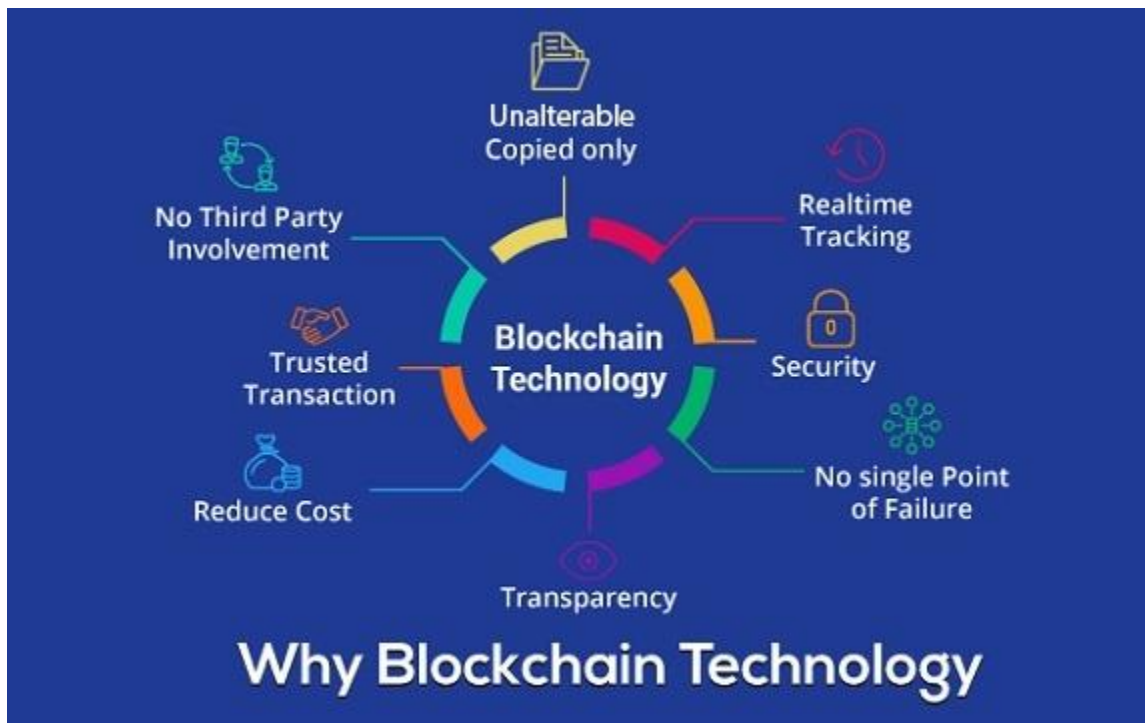 Unalterable
Copied only
No Third Party
Involvement
Realtime
Tracking
Blockchain
Technology
Trusted
Transaction
Security
Reduce Cost
No single Point
of Failure
Transparency
Why Blockchain Technology